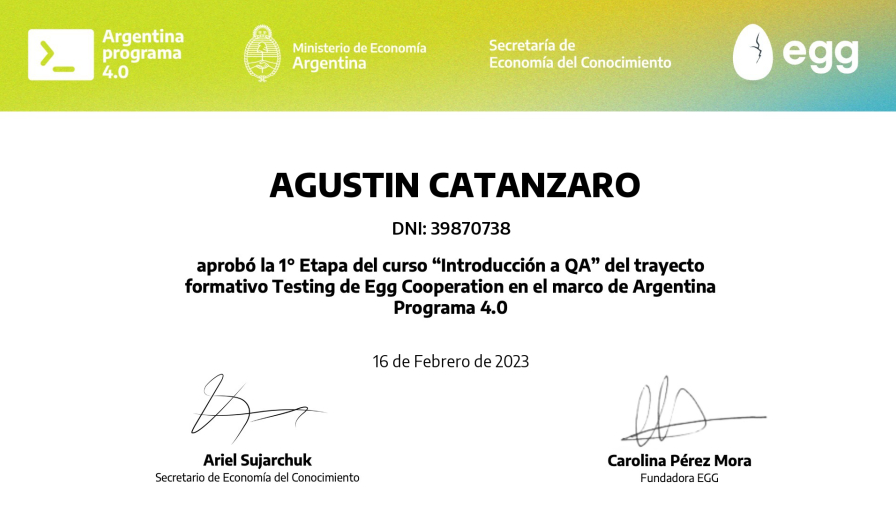 Argentina
programa
4.0
Ministerio de Economía
Argentina
Secretaría de
Economía del Conocimiento
egg
AGUSTIN CATANZARO
DNI: 39870738
aprobó la 1° Etapa del curso “Introducción a QA” del trayecto
formativo Testing de Egg Cooperation en el marco de Argentina
Programa 4.0
16 de Febrero de 2023
Ariel Sujarchuk
Secretario de Economía del Conocimiento
Carolina Pérez Mora
Fundadora EGG